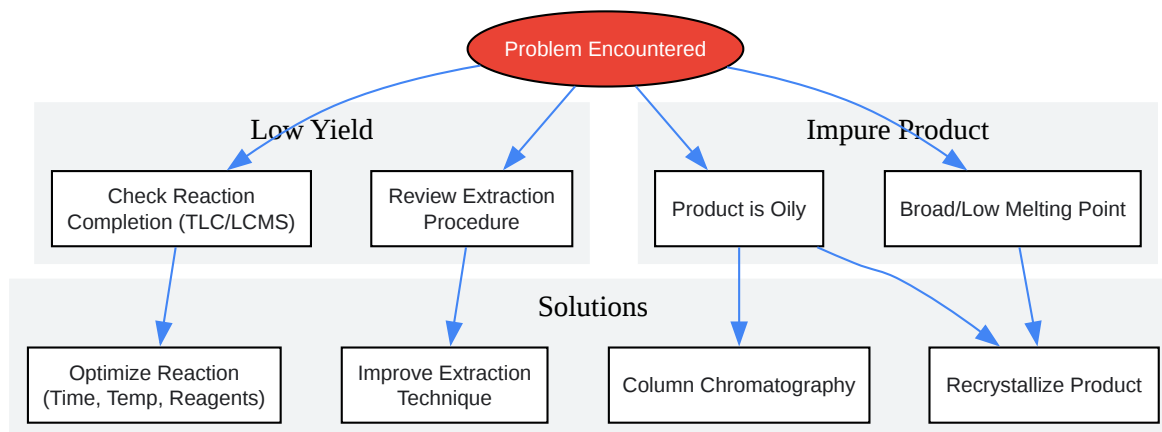 Problem Encountered
Low Yield
Impure Product
Check Reaction
Completion (TLC/LCMS)
Review Extraction
Procedure
Product is Oily
Broad/Low Melting Point
Solutions
Optimize Reaction
(Time, Temp, Reagents)
Improve Extraction
Technique
Column Chromatography
Recrystallize Product